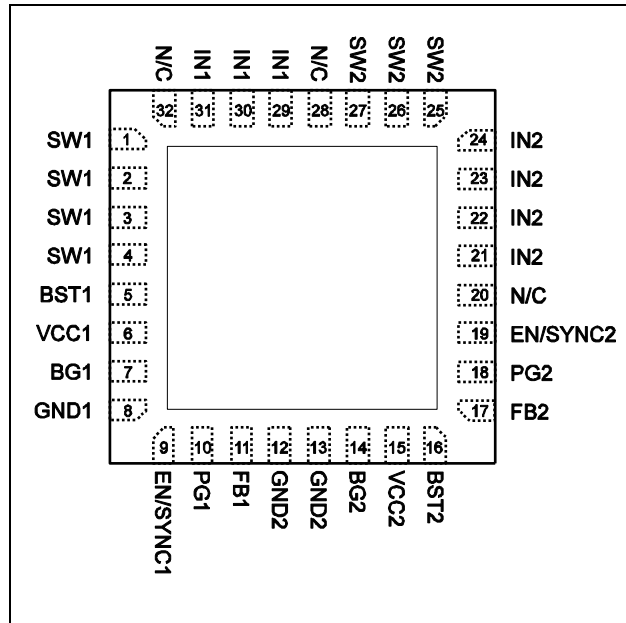 N/C IN1 IN1 IN1 N/C SW2 SW2 SW2
32 31 30 29 28 27 26 25
SW1 1 24 IN2
SW1 2 23 IN2
SW1 3 22 IN2
SW1 4 21 IN2
BST1 5 20 N/C
VCC1 6 19 EN/SYNC2
BG1 7 18 PG2
GND1 8 17 FB2
9 10 11 12 13 14 15 16
EN/SYNC1 PG1 FB1 GND2 GND2 BG2 VCC2 BST2